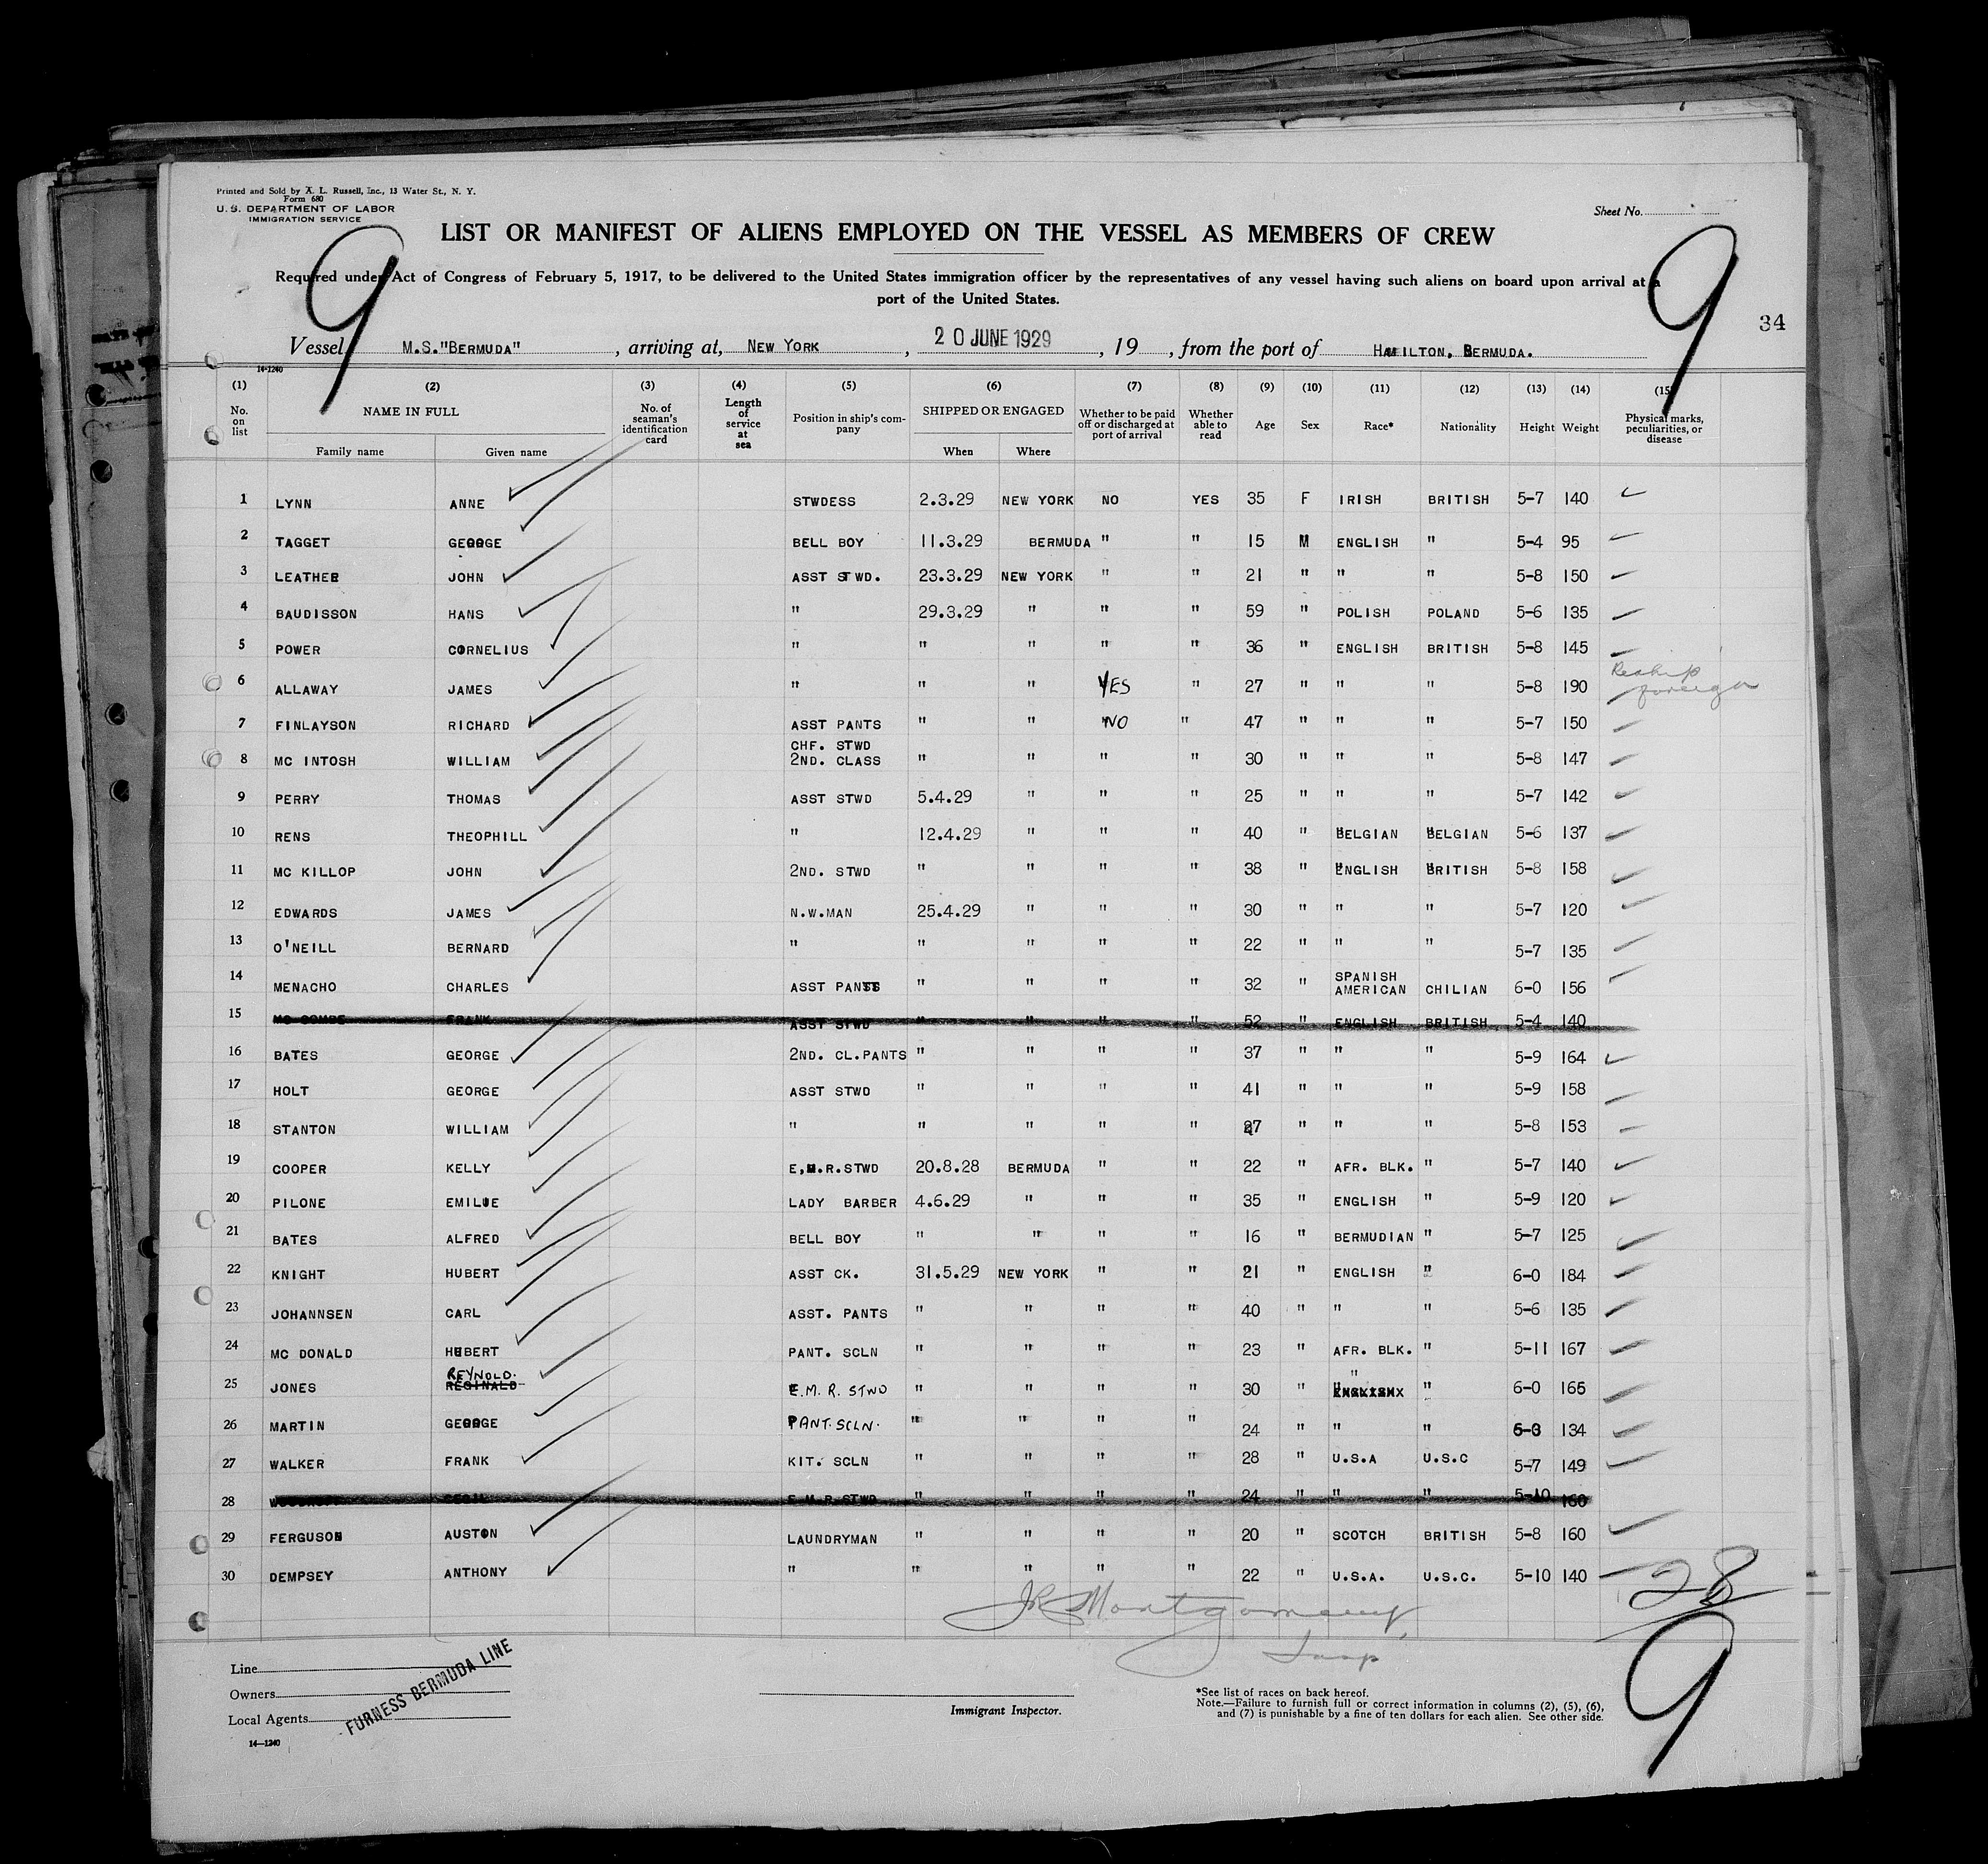 Printed and Sold by A. L. Russell, Inc., 13 Water St., N. Y.
Form 680
U. S. DEPARTMENT OF LABOR
IMMIGRATION SERVICE
Sheet No.
LIST OR MANIFEST OF ALIENS EMPLOYED ON THE VESSEL AS MEMBERS OF CREW
9 9
Required under Act of Congress of February 5, 1917, to be delivered to the United States immigration officer by the representatives of any vessel having such aliens on board upon arrival at a
port of the United States.
34
Vessel M.S."BERMUDA", arriving at, NEW YORK, 20 JUNE 1929, 19, from the port of HAMILTON, BERMUDA.
14-1240
(1) (2) (3) (4) (5) (6) (7) (8) (9) (10) (11) (12) (13) (14) (15)
No. on list NAME IN FULL No. of seaman's identification card Length of service at sea Position in ship's company SHIPPED OR ENGAGED Whether to be paid off or discharged at port of arrival Whether able to read Age Sex Race* Nationality Height Weight Physical marks, peculiarities, or disease
Family name Given name When Where
1 LYNN ANNE STWDESS 2.3.29 NEW YORK NO YES 35 F IRISH BRITISH 5-7 140
2 TAGGET GEORGE BELL BOY 11.3.29 BERMUDA " " 15 M ENGLISH " 5-4 95
3 LEATHER JOHN ASST STWD. 23.3.29 NEW YORK " " 21 " " " 5-8 150
4 BAUDISSON HANS " 29.3.29 " " " 59 " POLISH POLAND 5-6 135
5 POWER CORNELIUS " " " " " 36 " ENGLISH BRITISH 5-8 145
6 ALLAWAY JAMES " " " YES " 27 " " " 5-8 190 Reship foreign
7 FINLAYSON RICHARD ASST PANTS " " NO " 47 " " " 5-7 150
8 MC INTOSH WILLIAM CHF. STWD 2ND. CLASS " " " " 30 " " " 5-8 147
9 PERRY THOMAS ASST STWD 5.4.29 " " " 25 " " " 5-7 142
10 RENS THEOPHILL " 12.4.29 " " " 40 " BELGIAN BELGIAN 5-6 137
11 MC KILLOP JOHN 2ND. STWD " " " " 38 " ENGLISH BRITISH 5-8 158
12 EDWARDS JAMES N.W.MAN 25.4.29 " " " 30 " " " 5-7 120
13 O'NEILL BERNARD " " " " " 22 " " " 5-7 135
14 MENACHO CHARLES ASST PANTS " " " " 32 " SPANISH AMERICAN CHILIAN 6-0 156
15 MC COMBE FRANK ASST STWD " " " " 52 " ENGLISH BRITISH 5-4 140
16 BATES GEORGE 2ND. CL.PANTS " " " " 37 " " " 5-9 164
17 HOLT GEORGE ASST STWD " " " " 41 " " " 5-9 158
18 STANTON WILLIAM " " " " " " " " 5-8 153
19 COOPER KELLY E,M.R.STWD 20.8.28 BERMUDA " " 22 " AFR. BLK. " 5-7 140
20 PILONE EMILIE LADY BARBER 4.6.29 " " " 35 " ENGLISH " 5-9 120
21 BATES ALFRED BELL BOY " " " " 16 " BERMUDIAN " 5-7 125
22 KNIGHT HUBERT ASST CK. 31.5.29 NEW YORK " " 21 " ENGLISH " 6-0 184
23 JOHANNSEN CARL ASST. PANTS " " " " 40 " " " 5-6 135
24 MC DONALD HUBERT PANT. SCLN " " " " 23 " AFR. BLK. " 5-11 167
25 JONES REYNOLD. REGINALD E.M.R. STWD " " " " 30 " " ENGLISH " 6-0 165
26 MARTIN GEORGE PANT.SCLN. " " " " 24 " " " 134
27 WALKER FRANK KIT. SCLN " " " " 28 " U.S.A U.S.C 5-7 149
28 CECIL E M R STWD " " " " 24 " " " 5-10 160
29 FERGUSON AUSTON LAUNDRYMAN " " " " 20 " SCOTCH BRITISH 5-8 160
30 DEMPSEY ANTHONY " " " " " 22 " U.S.A. U.S.C. 5-10 140
28
JR Montgomery
Insp
9
Line
Owners
Local Agents
FURNESS BERMUDA LINE
14—1240
Immigrant Inspector.
*See list of races on back hereof.
Note.—Failure to furnish full or correct information in columns (2), (5), (6),
and (7) is punishable by a fine of ten dollars for each alien. See other side.